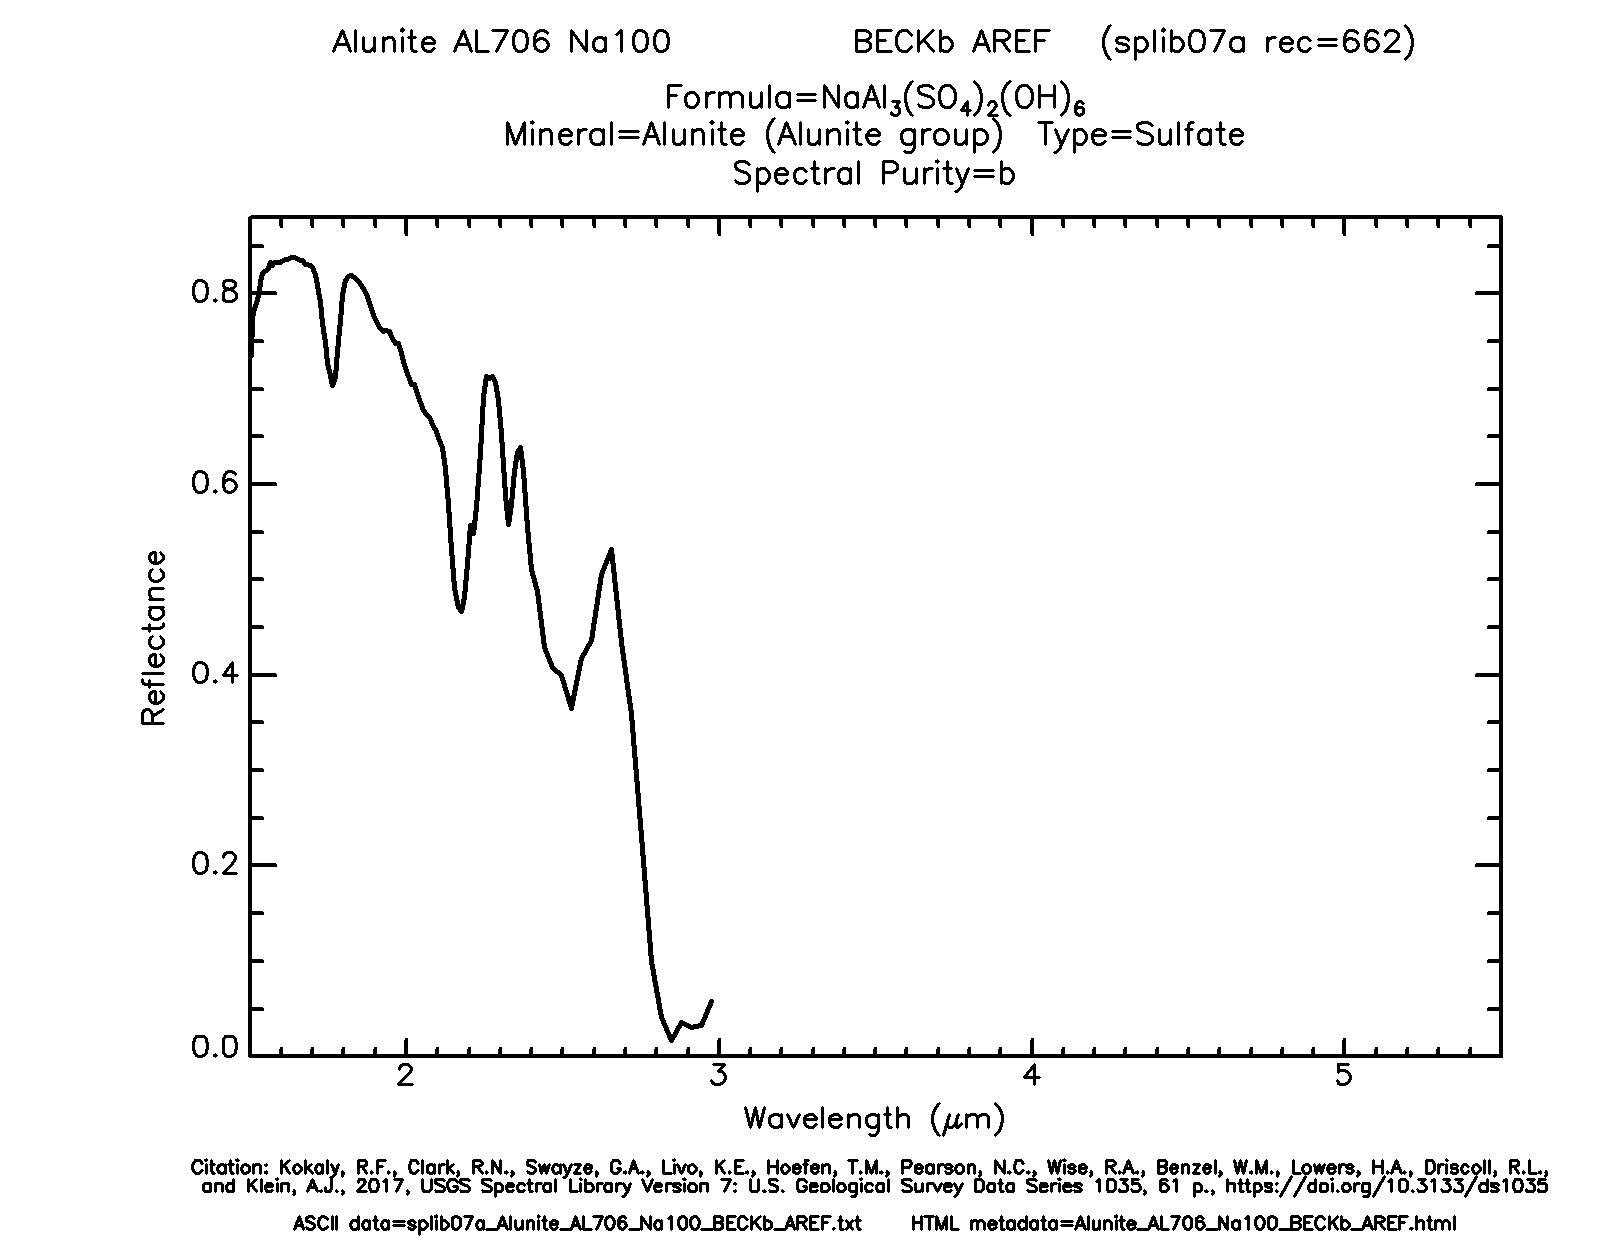 Alunite AL706 Na100 BECKb AREF (splib07a rec=662)
Formula=NaAl₃(SO₄)₂(OH)₆
Mineral=Alunite (Alunite group) Type=Sulfate
Spectral Purity=b
0.8
0.6
0.4
0.2
0.0
Reflectance
2 3 4 5
Wavelength (μm)
Citation: Kokaly, R.F., Clark, R.N., Swayze, G.A., Livo, K.E., Hoefen, T.M., Pearson, N.C., Wise, R.A., Benzel, W.M., Lowers, H.A., Driscoll, R.L.,
and Klein, A.J., 2017, USGS Spectral Library Version 7: U.S. Geological Survey Data Series 1035, 61 p., https://doi.org/10.3133/ds1035
ASCII data=splib07a_Alunite_AL706_Na100_BECKb_AREF.txt HTML metadata=Alunite_AL706_Na100_BECKb_AREF.html